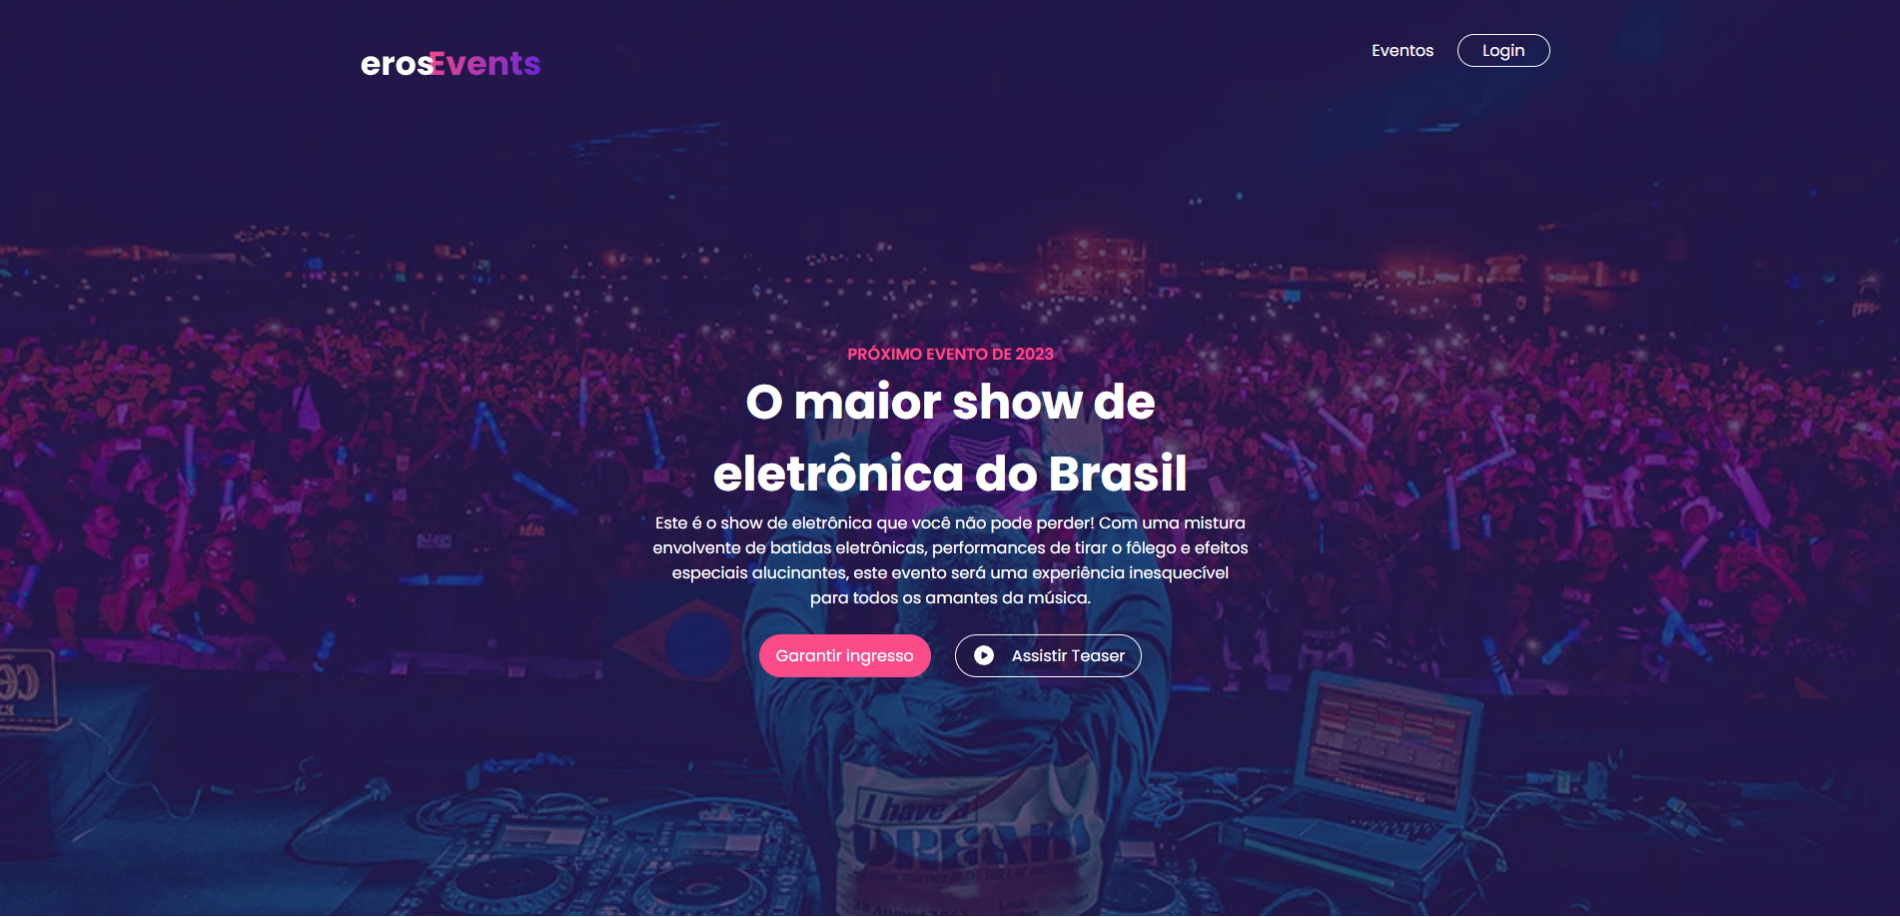 erosEvents
Eventos
Login
PRÓXIMO EVENTO DE 2023
O maior show de
eletrônica do Brasil
Este é o show de eletrônica que você não pode perder! Com uma mistura
envolvente de batidas eletrônicas, performances de tirar o fôlego e efeitos
especiais alucinantes, este evento será uma experiência inesquecível
para todos os amantes da música.
Garantir ingresso
Assistir Teaser
I have a
DREAM